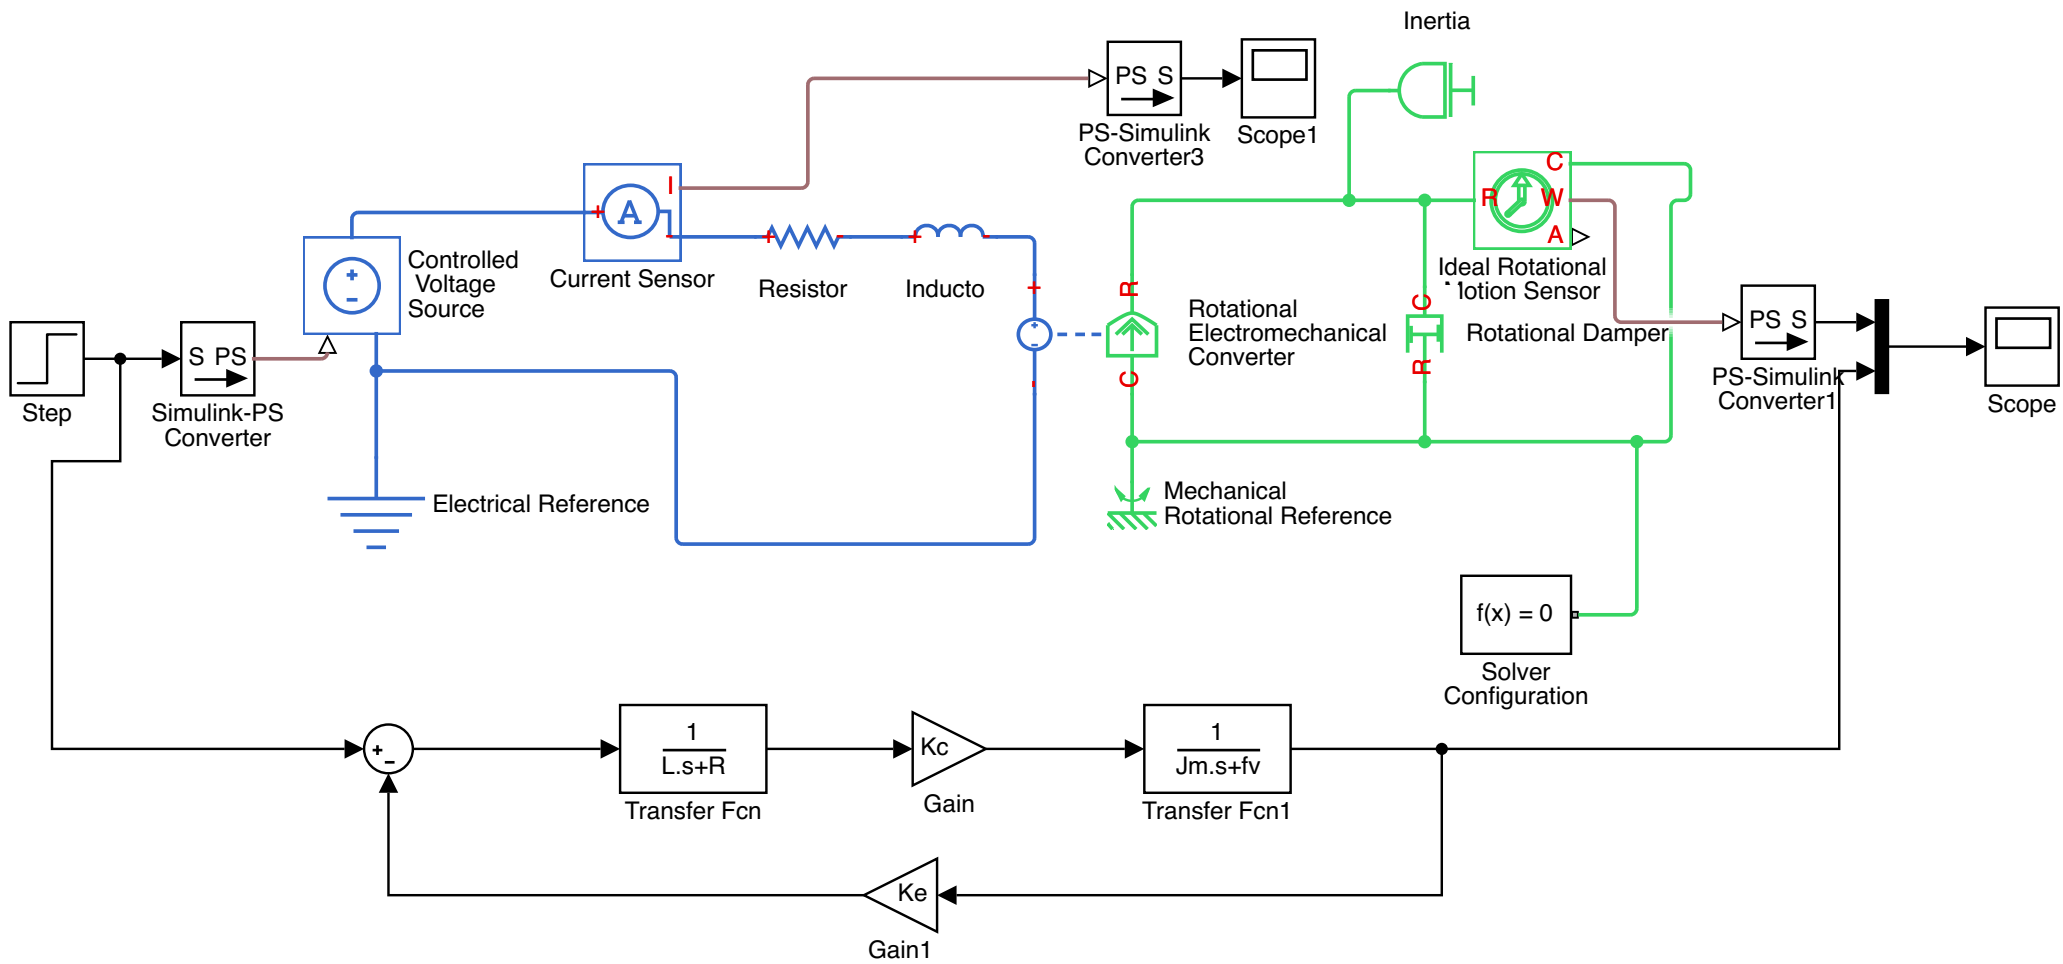 Inertia
PS S
PS-Simulink
Converter3
Scope1
I
A
+
-
Current Sensor
+
-
Controlled
Voltage
Source
+
-
Resistor
+
-
Inducto
+
+
-
-
R
C
Rotational
Electromechanical
Converter
C
R
Rotational Damper
R
C
W
A
Ideal Rotational
Motion Sensor
Step
S PS
Simulink-PS
Converter
PS S
PS-Simulink
Converter1
Scope
Electrical Reference
Mechanical
Rotational Reference
f(x) = 0
Solver
Configuration
+
-
1
L.s+R
Transfer Fcn
Kc
Gain
1
Jm.s+fv
Transfer Fcn1
Ke
Gain1